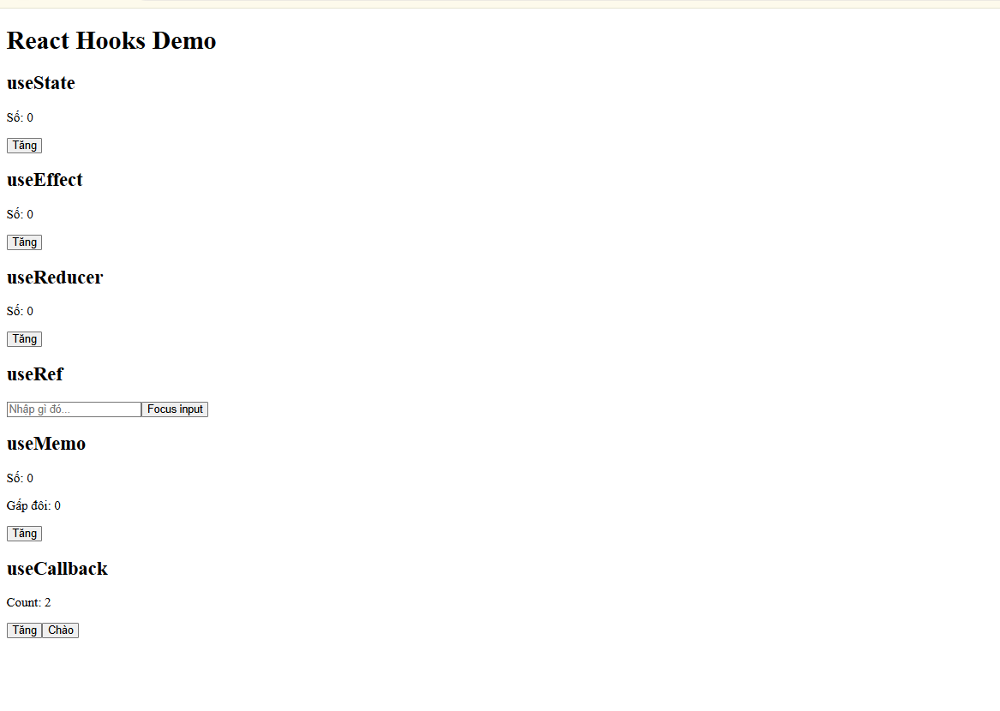 React Hooks Demo
useState
Số: 0
Tăng
useEffect
Số: 0
Tăng
useReducer
Số: 0
Tăng
useRef
Nhập gì đó... Focus input
useMemo
Số: 0
Gấp đôi: 0
Tăng
useCallback
Count: 2
Tăng Chào